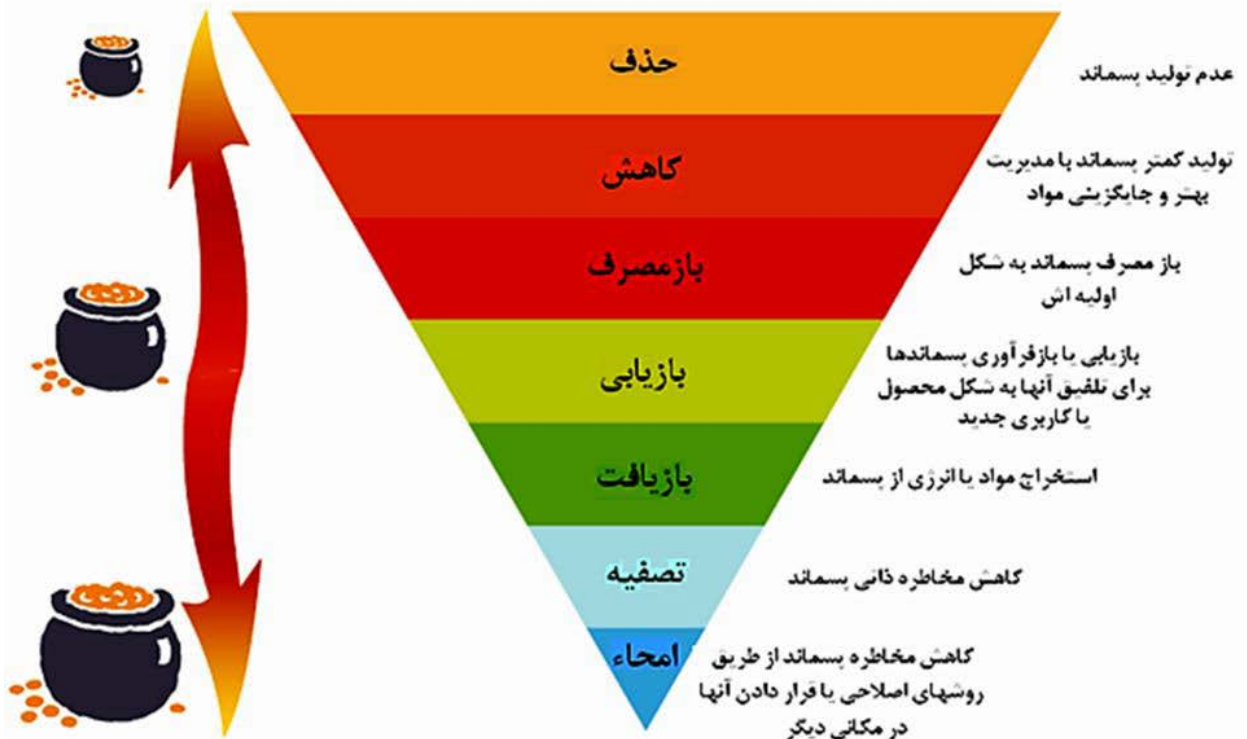 حذف
عدم تولید پسماند
کاهش
تولید کمتر پسماند با مدیریت
بهتر و جایگزینی مواد
بازمصرف
باز مصرف پسماند به شکل
اولیه اش
بازیابی
بازیابی یا بازفرآوری پسماندها
برای تلفیق آنها به شکل محصول
یا کاربری جدید
بازیافت
استخراج مواد یا انرژی از پسماند
تصفیه
کاهش مخاطره ذاتی پسماند
امحاء
کاهش مخاطره پسماند از طریق
روشهای اصلاحی یا قرار دادن آنها
در مکانی دیگر